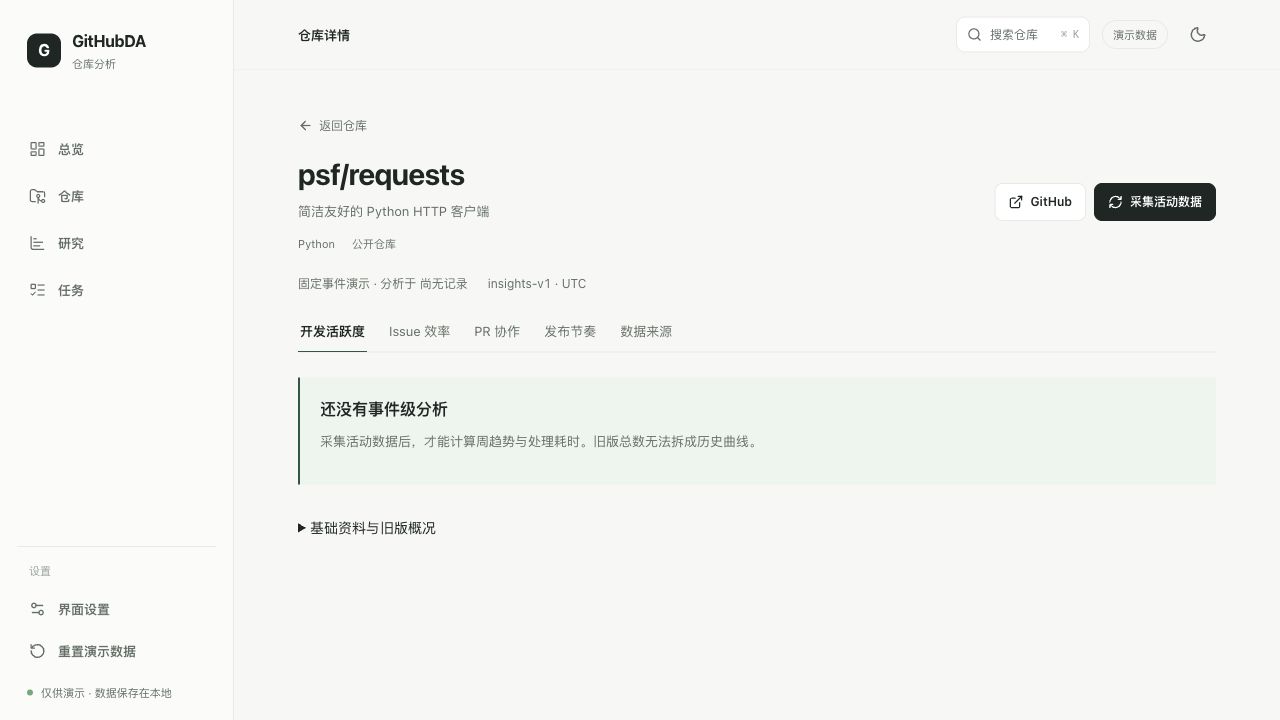 G
GitHubDA
仓库分析
总览
仓库
研究
任务
设置
界面设置
重置演示数据
仅供演示 · 数据保存在本地
仓库详情
搜索仓库 ⌘ K
演示数据
返回仓库
psf/requests
简洁友好的 Python HTTP 客户端
Python 公开仓库
GitHub
采集活动数据
固定事件演示 · 分析于 尚无记录 insights-v1 · UTC
开发活跃度 Issue 效率 PR 协作 发布节奏 数据来源
还没有事件级分析
采集活动数据后，才能计算周趋势与处理耗时。旧版总数无法拆成历史曲线。
基础资料与旧版概况